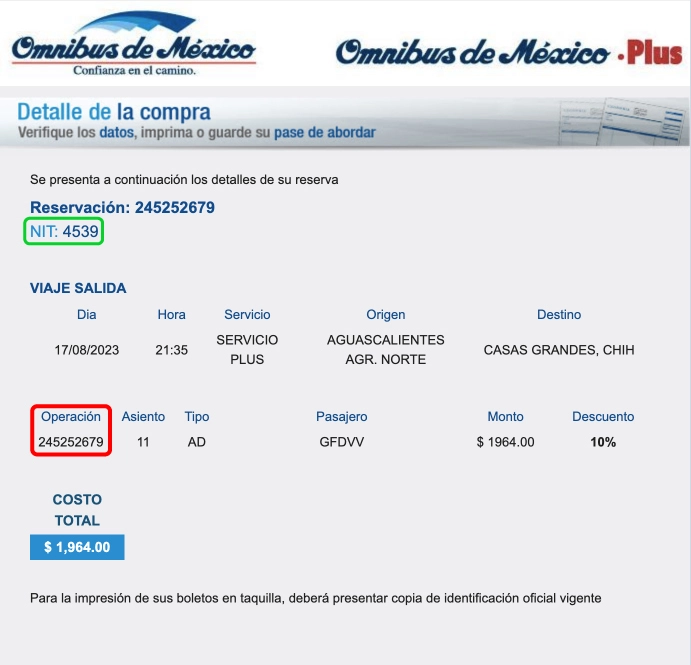 Omnibus de México
Confianza en el camino.
Omnibus de México ·Plus
Detalle de la compra
Verifique los datos, imprima o guarde su pase de abordar
Se presenta a continuación los detalles de su reserva
Reservación: 245252679
NIT: 4539
VIAJE SALIDA
Dia Hora Servicio Origen Destino
17/08/2023 21:35 SERVICIO PLUS AGUASCALIENTES AGR. NORTE CASAS GRANDES, CHIH
Operación Asiento Tipo Pasajero Monto Descuento
245252679 11 AD GFDVV $ 1964.00 10%
COSTO
TOTAL
$ 1,964.00
Para la impresión de sus boletos en taquilla, deberá presentar copia de identificación oficial vigente